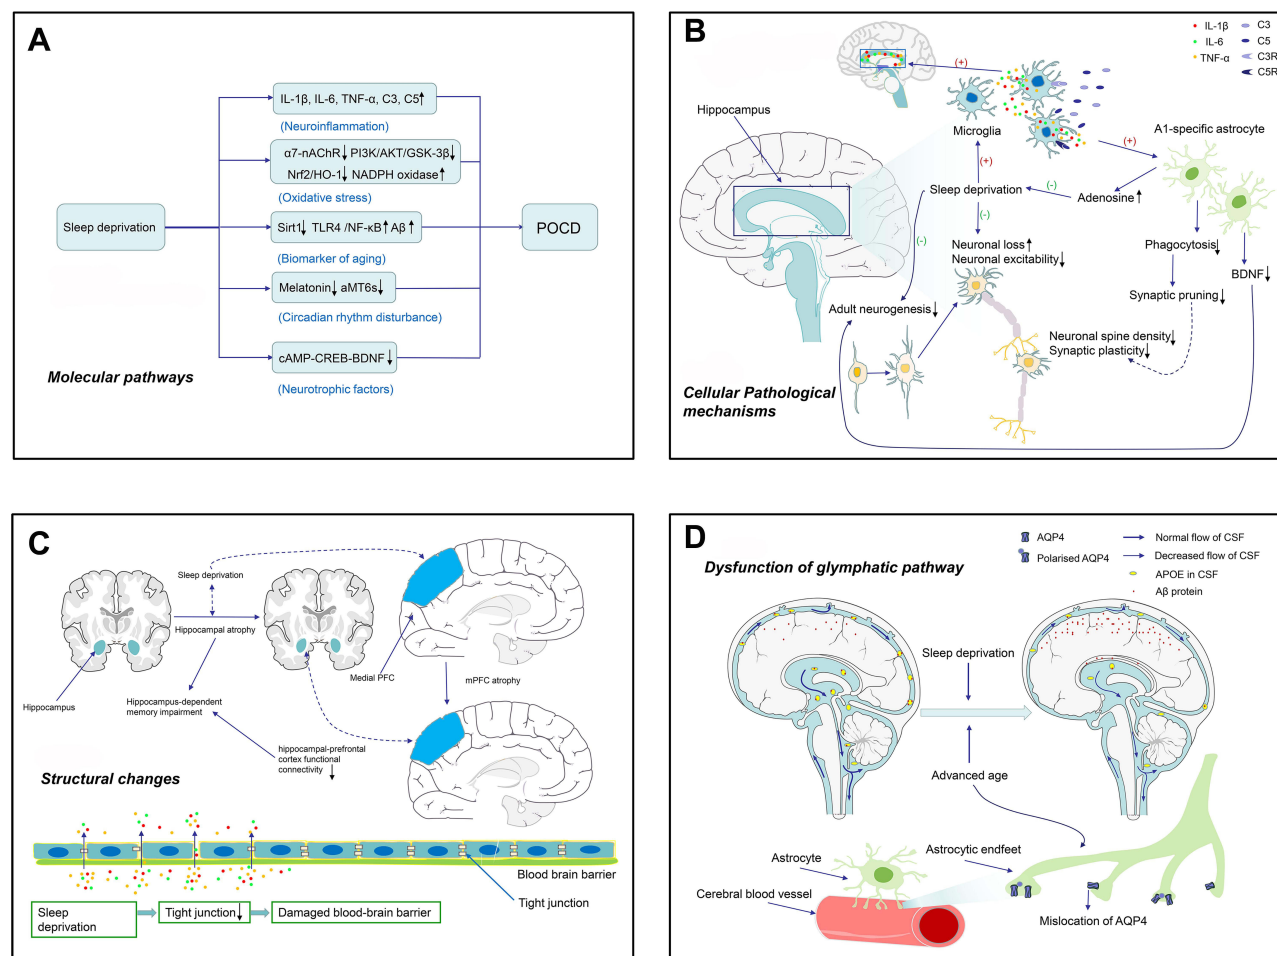 A
IL-1β, IL-6, TNF-α, C3, C5↑
(Neuroinflammation)
α7-nAChR↓ PI3K/AKT/GSK-3β↓
Nrf2/HO-1↓ NADPH oxidase↑
(Oxidative stress)
Sleep deprivation
Sirt1↓ TLR4 /NF-κB↑ Aβ↑
POCD
(Biomarker of aging)
Melatonin↓ aMT6s↓
(Circadian rhythm disturbance)
cAMP-CREB-BDNF↓
(Neurotrophic factors)
Molecular pathways
B
IL-1β
IL-6
TNF-α
C3
C5
C3R
C5R
(+)
Hippocampus
Microglia
(+)
A1-specific astrocyte
(+)
Sleep deprivation
(-)
Adenosine↑
(-)
(-)
Neuronal loss↑
Neuronal excitability↓
Phagocytosis↓
BDNF↓
Synaptic pruning↓
Adult neurogenesis↓
Neuronal spine density↓
Synaptic plasticity↓
Cellular Pathological
mechanisms
C
Sleep deprivation
Hippocampal atrophy
Medial PFC
mPFC atrophy
Hippocampus
Hippocampus-dependent
memory impairment
hippocampal-prefrontal
cortex functional
connectivity↓
Structural changes
Blood brain barrier
Tight junction
Sleep
deprivation
Tight junction↓
Damaged blood-brain barrier
D
Dysfunction of glymphatic pathway
AQP4
Polarised AQP4
Normal flow of CSF
Decreased flow of CSF
APOE in CSF
Aβ protein
Sleep deprivation
Advanced age
Astrocyte
Astrocytic endfeet
Cerebral blood vessel
Mislocation of AQP4